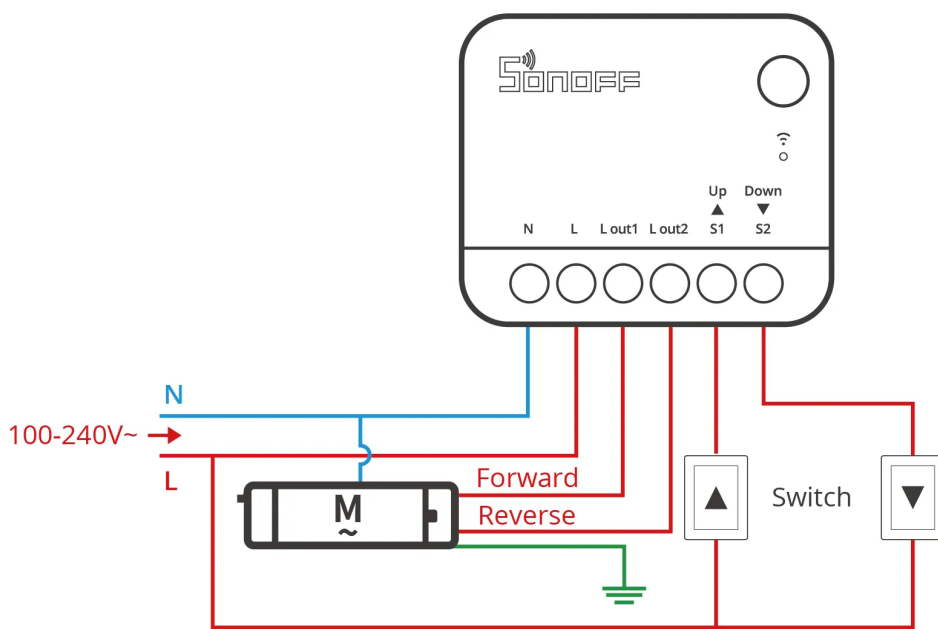 SONOFF
Up Down
N L L out1 L out2 S1 S2
N
100-240V~
L
Forward
M
~
Reverse
Switch